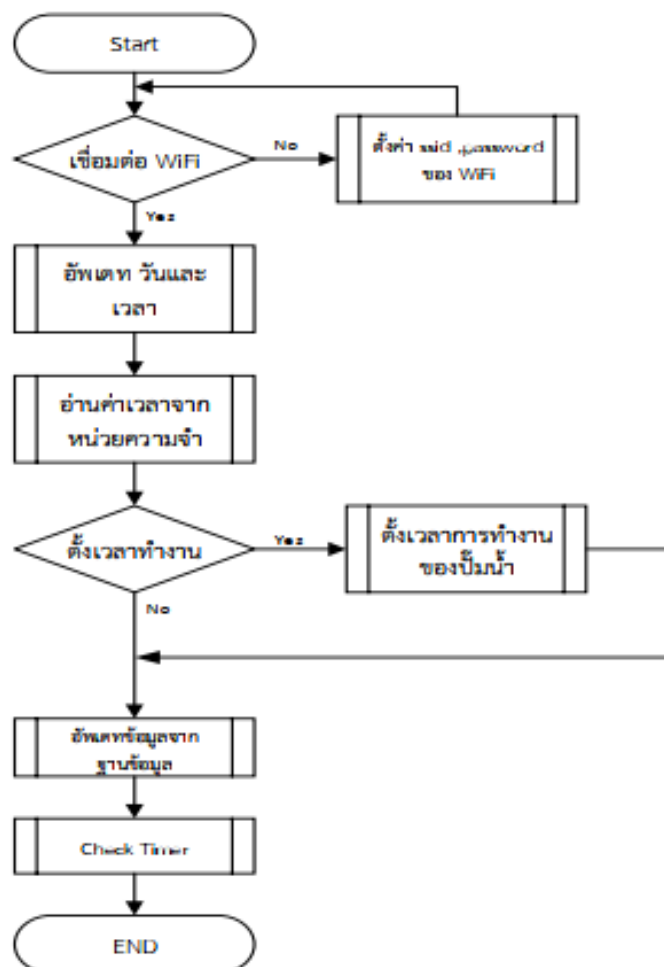 Start
เชื่อมต่อ WiFi
No
ตั้งค่า ssid ,password
ของ WiFi
Yes
อัพเดท วันและ
เวลา
อ่านค่าเวลาจาก
หน่วยความจำ
ตั้งเวลาทำงาน
Yes
ตั้งเวลาการทำงาน
ของปั๊มน้ำ
No
อัพเดทข้อมูลจาก
ฐานข้อมูล
Check Timer
END